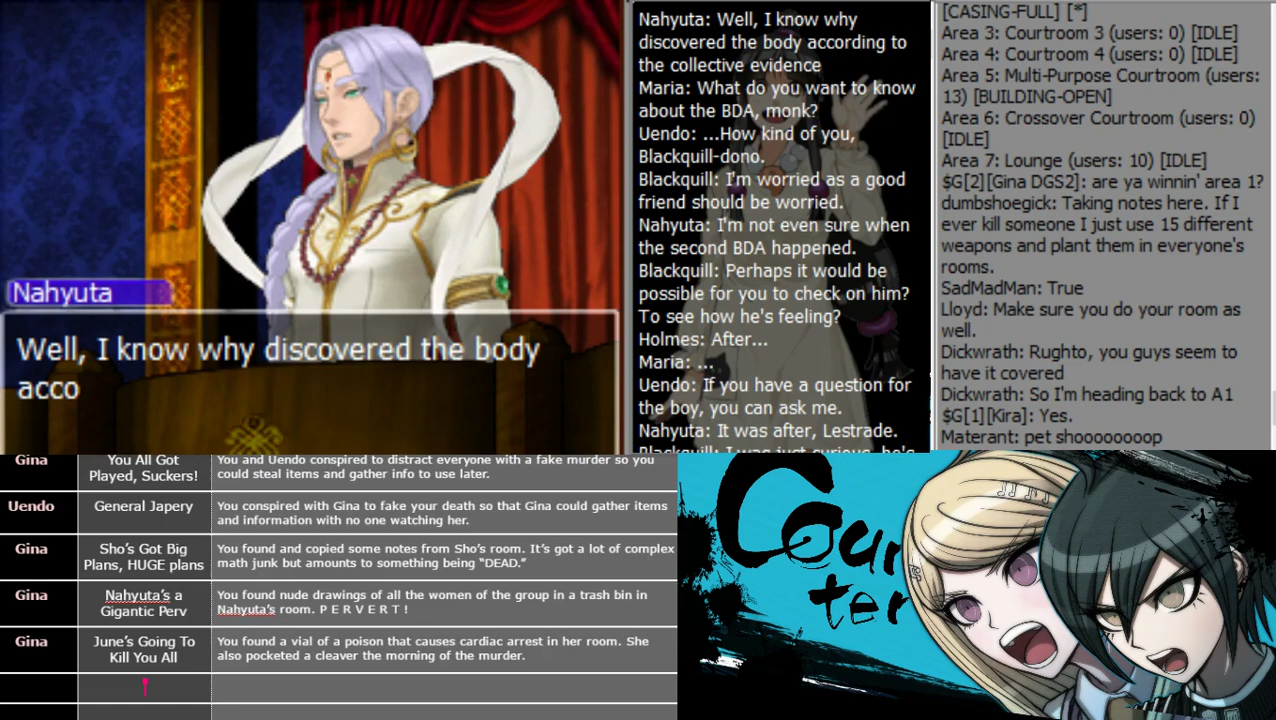 Nahyuta
Well, I know why discovered the body
acco
Nahyuta: Well, I know why
discovered the body according to
the collective evidence
Maria: What do you want to know
about the BDA, monk?
Uendo: ...How kind of you,
Blackquill-dono.
Blackquill: I'm worried as a good
friend should be worried.
Nahyuta: I'm not even sure when
the second BDA happened.
Blackquill: Perhaps it would be
possible for you to check on him?
To see how he's feeling?
Holmes: After...
Maria: ...
Uendo: If you have a question for
the boy, you can ask me.
Nahyuta: It was after, Lestrade.
Blackquill: I was just curious, he's
[CASING-FULL] [*]
Area 3: Courtroom 3 (users: 0) [IDLE]
Area 4: Courtroom 4 (users: 0) [IDLE]
Area 5: Multi-Purpose Courtroom (users:
13) [BUILDING-OPEN]
Area 6: Crossover Courtroom (users: 0)
[IDLE]
Area 7: Lounge (users: 10) [IDLE]
$G[2][Gina DGS2]: are ya winnin' area 1?
dumbshoegick: Taking notes here. If I
ever kill someone I just use 15 different
weapons and plant them in everyone's
rooms.
SadMadMan: True
Lloyd: Make sure you do your room as
well.
Dickwrath: Rughto, you guys seem to
have it covered
Dickwrath: So I'm heading back to A1
$G[1][Kira]: Yes.
Materant: pet shooooooop
Gina
You All Got
Played, Suckers!
You and Uendo conspired to distract everyone with a fake murder so you
could steal items and gather info to use later.
Uendo
General Japery
You conspired with Gina to fake your death so that Gina could gather items
and information with no one watching her.
Gina
Sho's Got Big
Plans, HUGE plans
You found and copied some notes from Sho's room. It's got a lot of complex
math junk but amounts to something being "DEAD."
Gina
Nahyuta's a
Gigantic Perv
You found nude drawings of all the women of the group in a trash bin in
Nahyuta's room. P E R V E R T !
Gina
June's Going To
Kill You All
You found a vial of a poison that causes cardiac arrest in her room. She
also pocketed a cleaver the morning of the murder.
Coun
ter